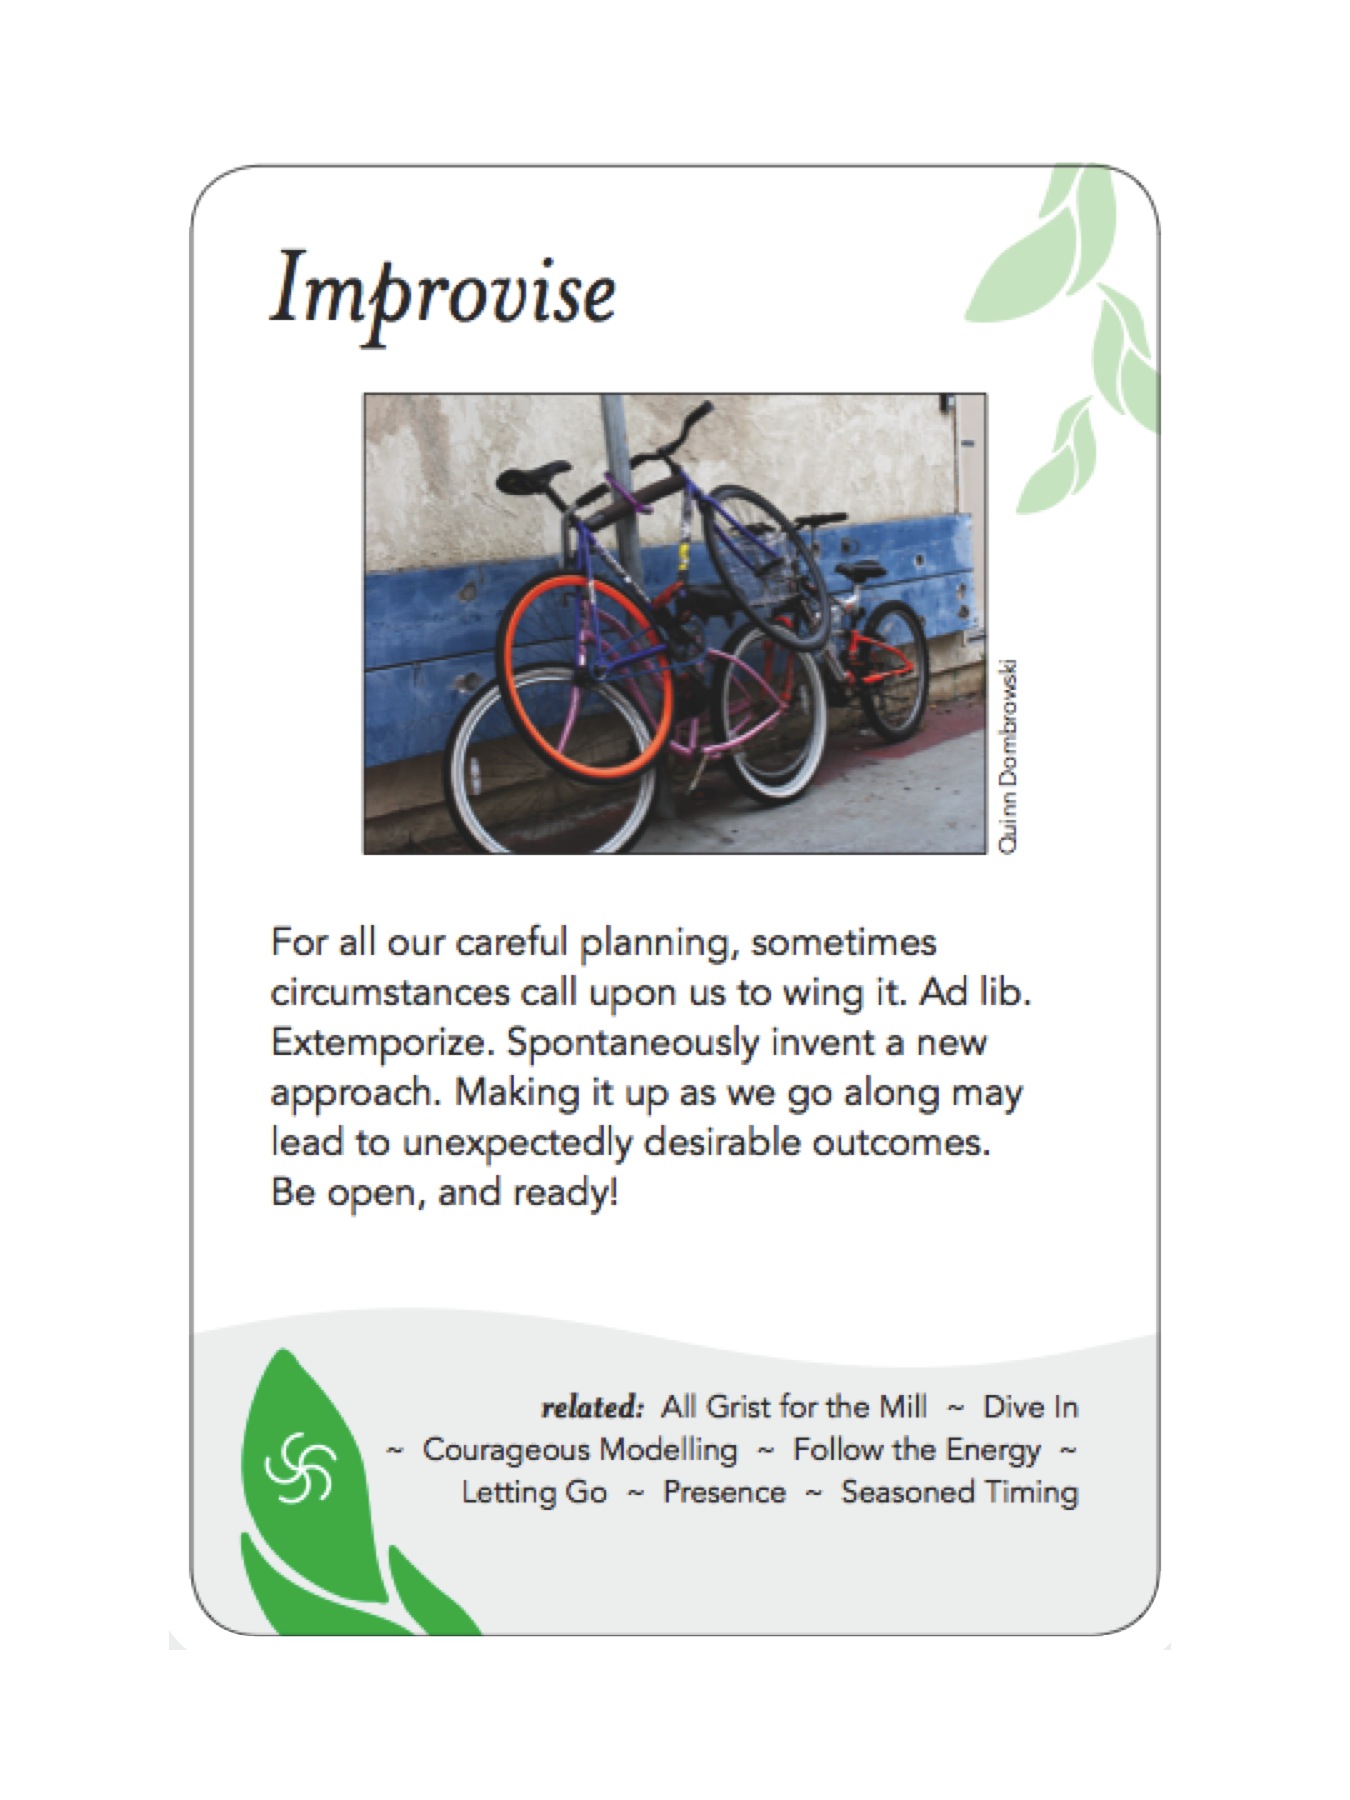 Improvise
Quinn Dombrowski
For all our careful planning, sometimes
circumstances call upon us to wing it. Ad lib.
Extemporize. Spontaneously invent a new
approach. Making it up as we go along may
lead to unexpectedly desirable outcomes.
Be open, and ready!
related: All Grist for the Mill ~ Dive In
~ Courageous Modelling ~ Follow the Energy ~
Letting Go ~ Presence ~ Seasoned Timing